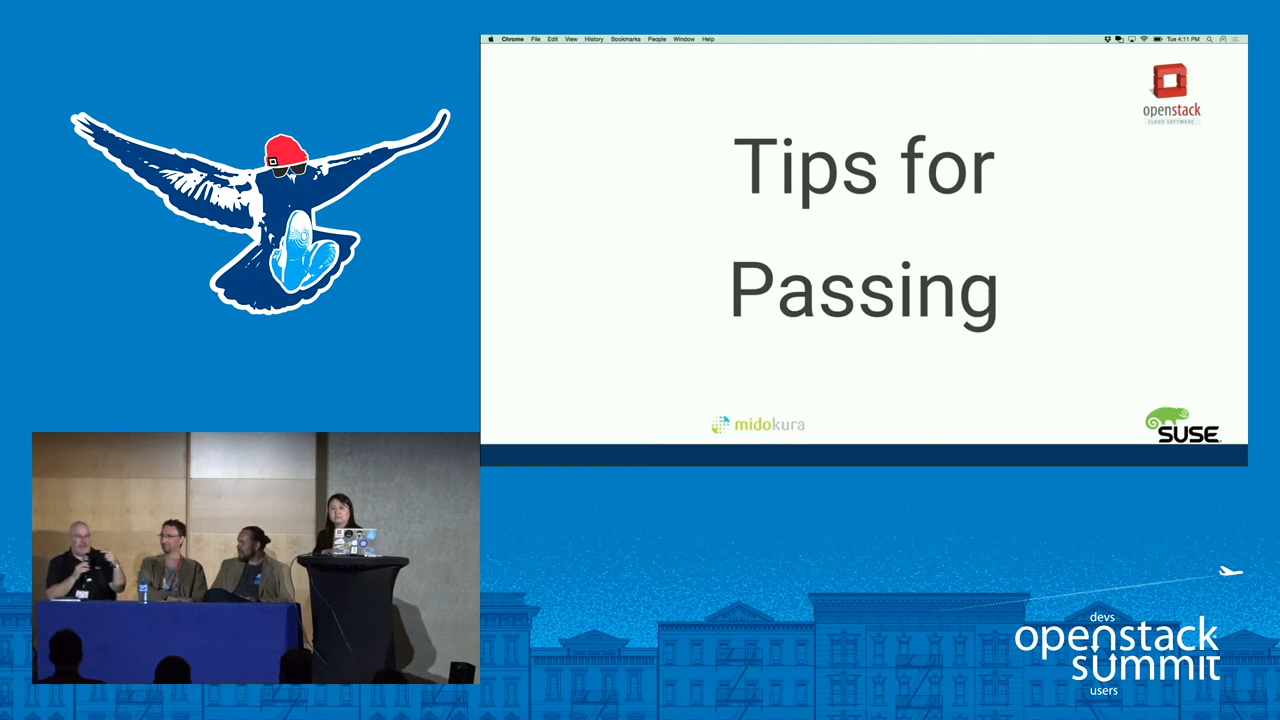 Chrome File Edit View History Bookmarks People Window Help
Tue 4:11 PM
openstack
CLOUD SOFTWARE
Tips for
Passing
midokura
SUSE
devs
openstack
summit
users